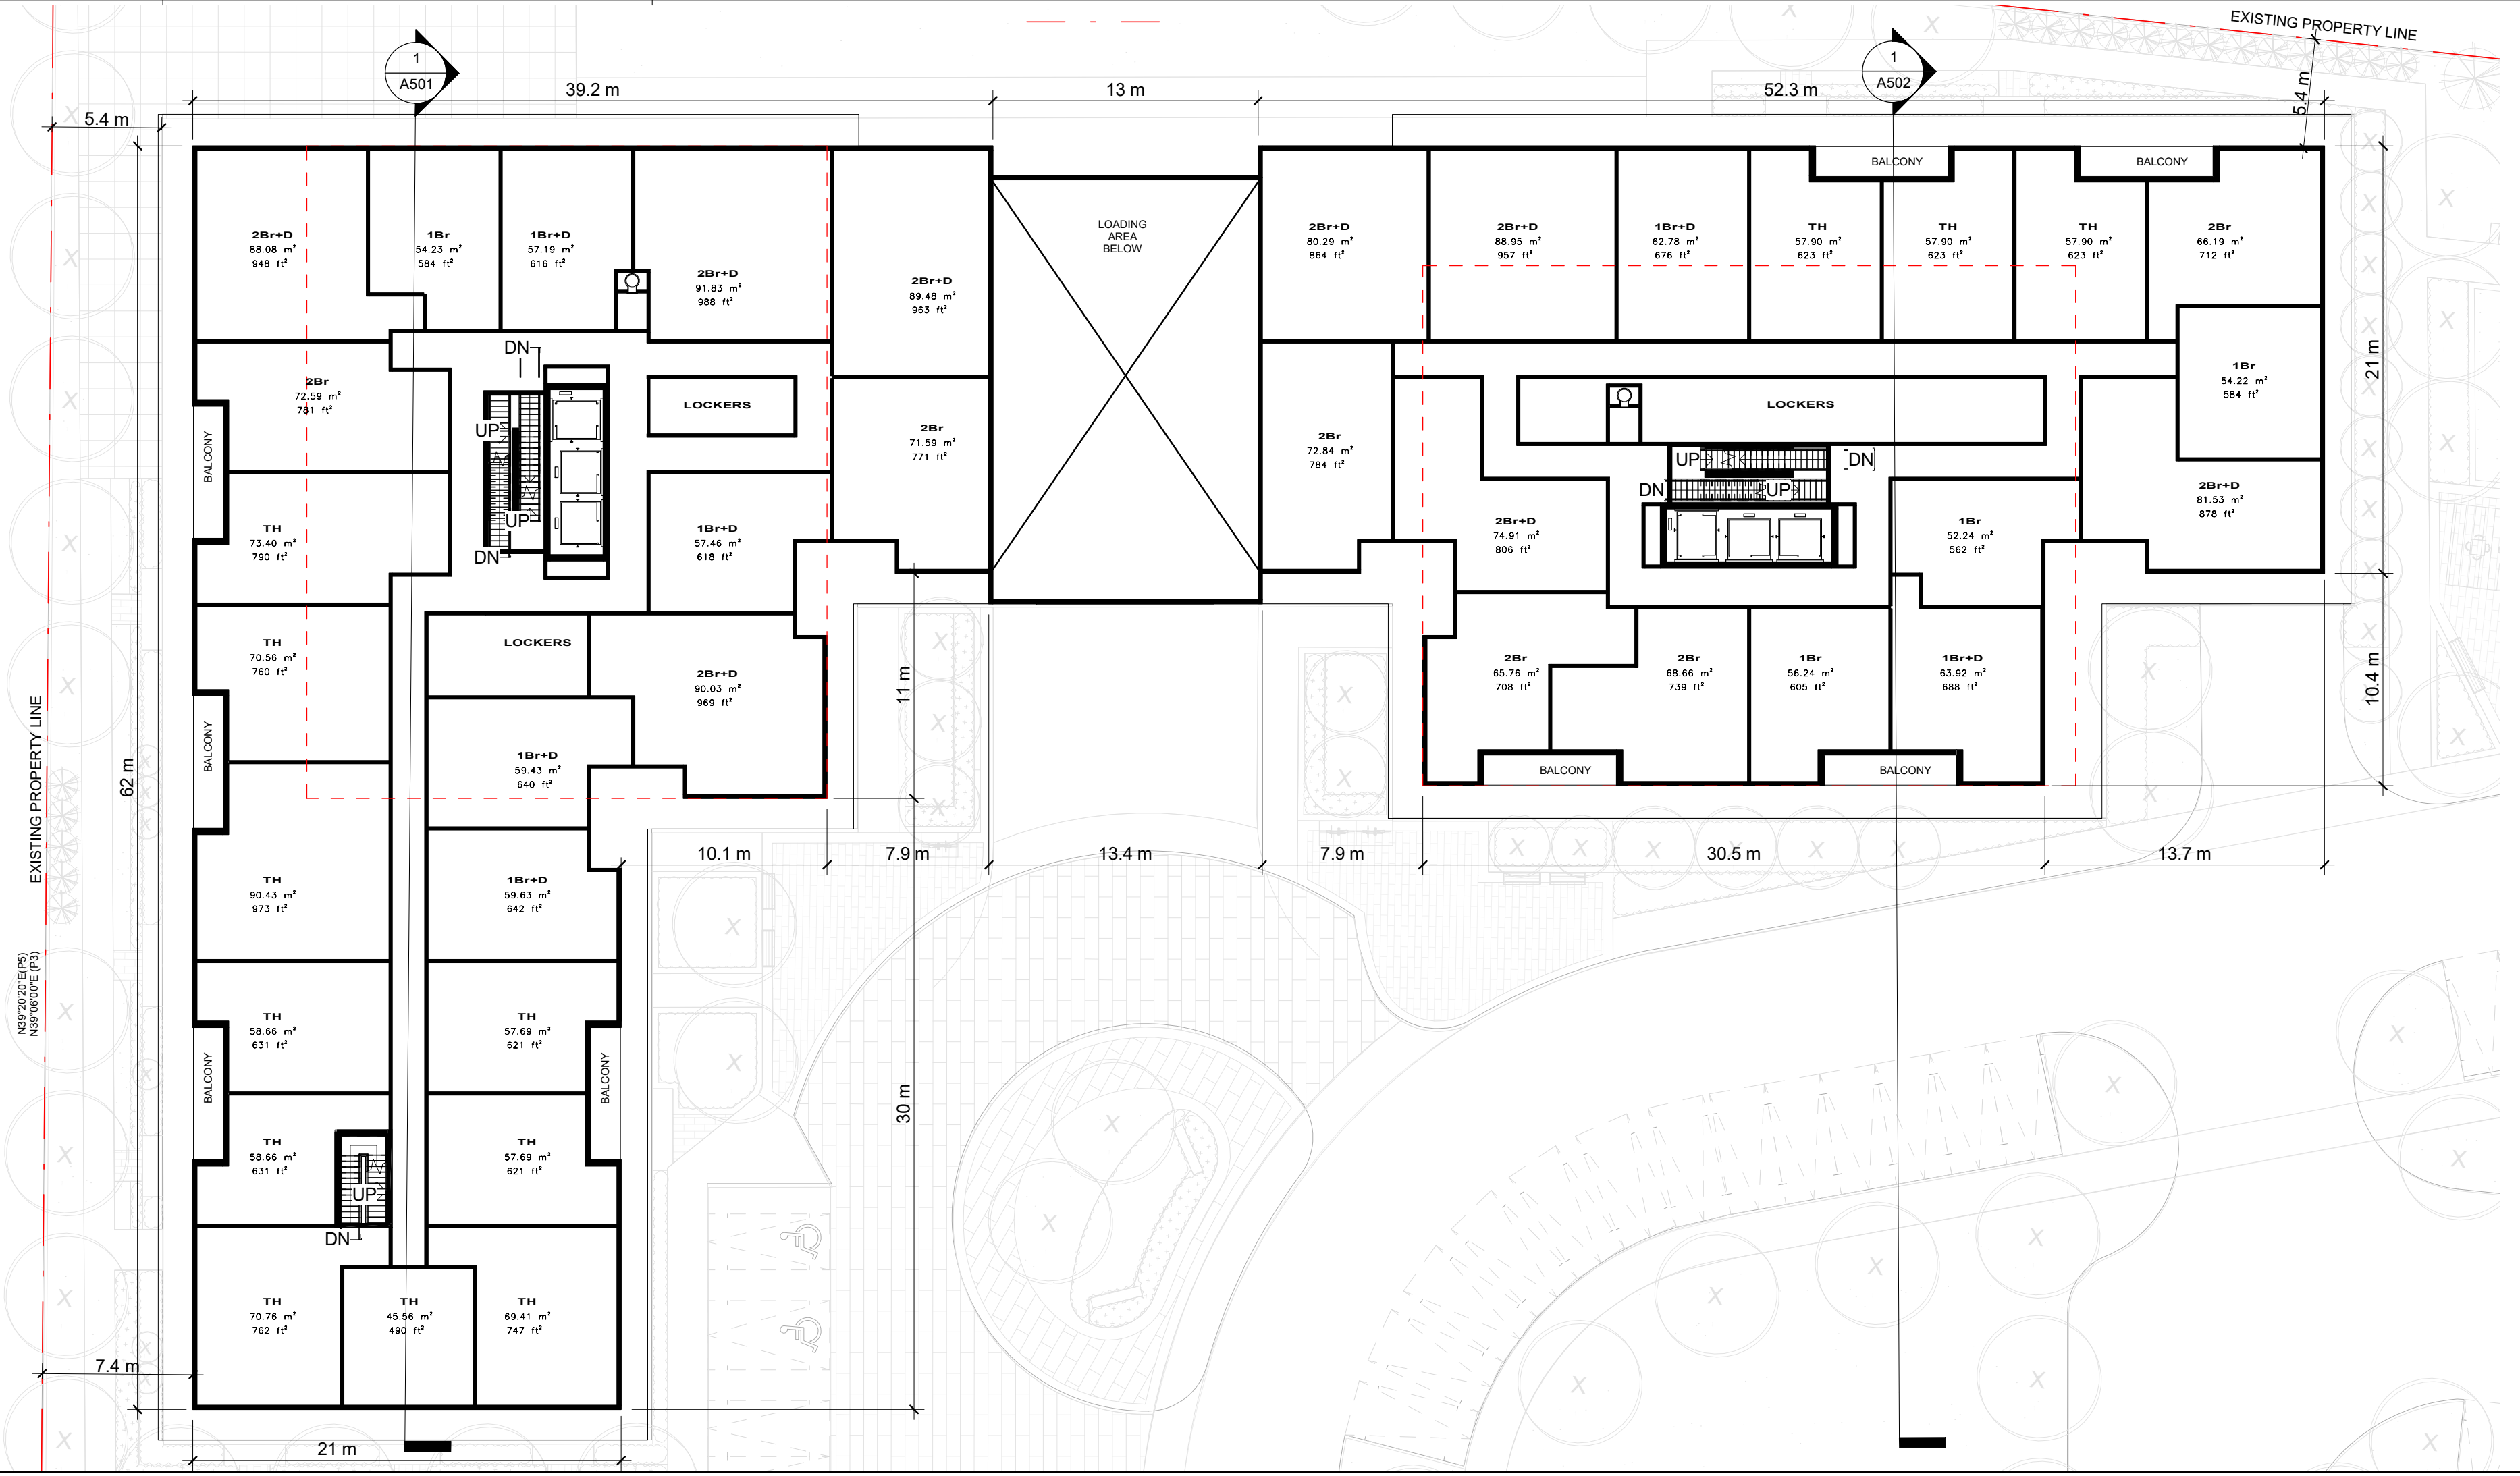 EXISTING PROPERTY LINE
1
A501
1
A502
39.2 m
13 m
52.3 m
5.4 m
5.4 m
BALCONY
BALCONY
2Br+D
88.08 m²
948 ft²
1Br
54.23 m²
584 ft²
1Br+D
57.19 m²
616 ft²
2Br+D
91.83 m²
988 ft²
2Br+D
89.48 m²
963 ft²
LOADING
AREA
BELOW
2Br+D
80.29 m²
864 ft²
2Br+D
88.95 m²
957 ft²
1Br+D
62.78 m²
676 ft²
TH
57.90 m²
623 ft²
TH
57.90 m²
623 ft²
TH
57.90 m²
623 ft²
2Br
66.19 m²
712 ft²
DN
2Br
72.59 m²
781 ft²
BALCONY
UP
UP
DN
LOCKERS
2Br
71.59 m²
771 ft²
2Br
72.84 m²
784 ft²
LOCKERS
1Br
54.22 m²
584 ft²
21 m
UP
DN
DN
UP
2Br+D
81.53 m²
878 ft²
TH
73.40 m²
790 ft²
1Br+D
57.46 m²
618 ft²
2Br+D
74.91 m²
806 ft²
1Br
52.24 m²
562 ft²
TH
70.56 m²
760 ft²
LOCKERS
2Br+D
90.03 m²
969 ft²
11 m
2Br
65.76 m²
708 ft²
2Br
68.66 m²
739 ft²
1Br
56.24 m²
605 ft²
1Br+D
63.92 m²
688 ft²
10.4 m
BALCONY
1Br+D
59.43 m²
640 ft²
BALCONY
BALCONY
62 m
EXISTING PROPERTY LINE
10.1 m
7.9 m
13.4 m
7.9 m
30.5 m
13.7 m
TH
90.43 m²
973 ft²
1Br+D
59.63 m²
642 ft²
N39°20'20"E(P5)
N39°06'00"E (P3)
TH
58.66 m²
631 ft²
TH
57.69 m²
621 ft²
BALCONY
BALCONY
30 m
TH
58.66 m²
631 ft²
TH
57.69 m²
621 ft²
UP
DN
TH
70.76 m²
762 ft²
TH
45.56 m²
490 ft²
TH
69.41 m²
747 ft²
7.4 m
21 m